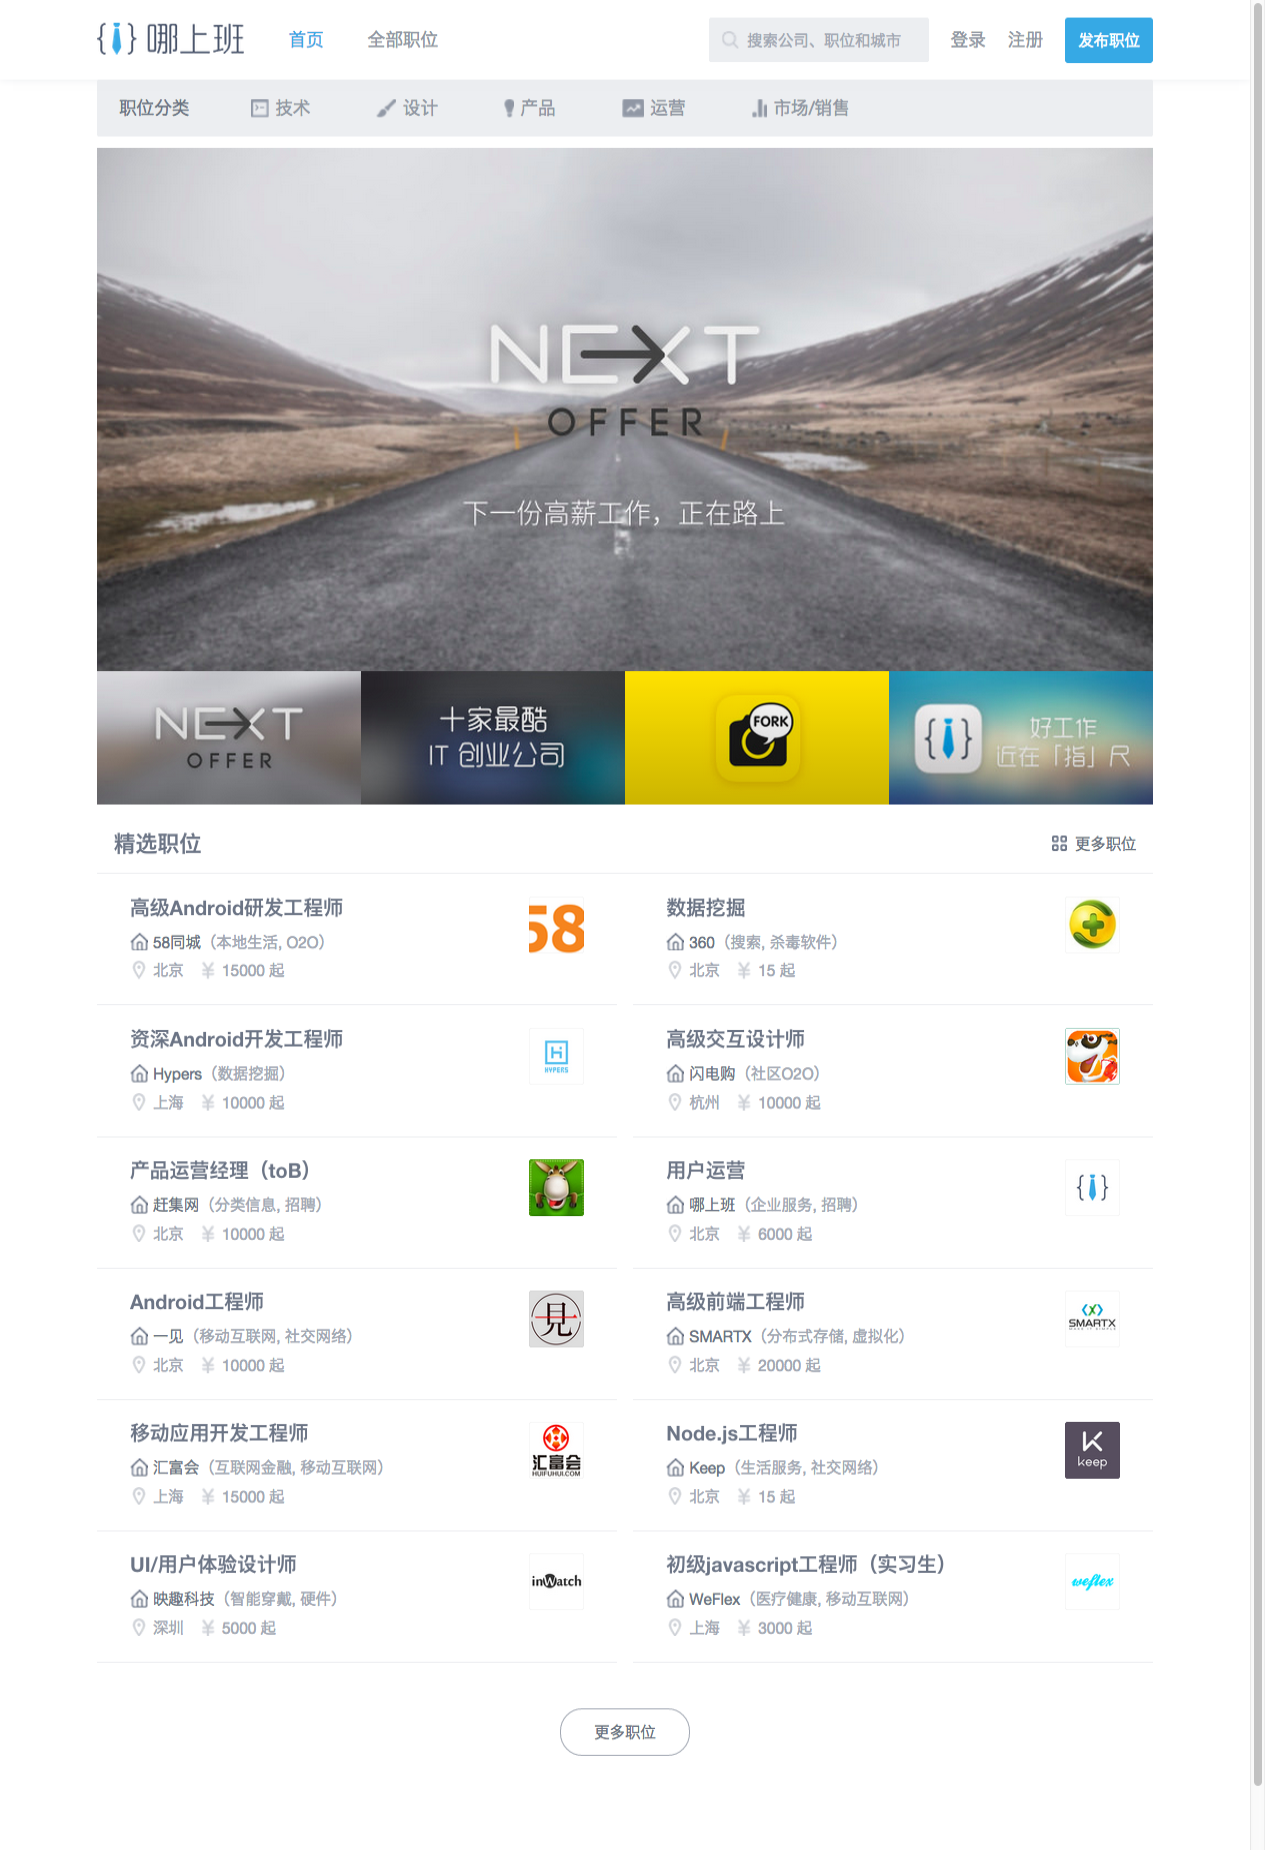 { } 哪上班 首页 全部职位 搜索公司、职位和城市 登录 注册 发布职位
职位分类 技术 设计 产品 运营 市场/销售
NEXT
OFFER
下一份高薪工作，正在路上
NEXT
OFFER
十家最酷
IT 创业公司
FORK
{ }
好工作
近在「指」尺
精选职位 更多职位
高级Android研发工程师
58同城（本地生活, O2O）
北京 ¥ 15000 起
58
数据挖掘
360（搜索, 杀毒软件）
北京 ¥ 15 起
资深Android开发工程师
Hypers（数据挖掘）
上海 ¥ 10000 起
H
HYPERS
高级交互设计师
闪电购（社区O2O）
杭州 ¥ 10000 起
产品运营经理（toB）
赶集网（分类信息, 招聘）
北京 ¥ 10000 起
用户运营
哪上班（企业服务, 招聘）
北京 ¥ 6000 起
{ }
Android工程师
一见（移动互联网, 社交网络）
北京 ¥ 10000 起
見
高级前端工程师
SMARTX（分布式存储, 虚拟化）
北京 ¥ 20000 起
SMARTX
移动应用开发工程师
汇富会（互联网金融, 移动互联网）
上海 ¥ 15000 起
汇富会
HUIFUHUI.COM
Node.js工程师
Keep（生活服务, 社交网络）
北京 ¥ 15 起
K
keep
UI/用户体验设计师
映趣科技（智能穿戴, 硬件）
深圳 ¥ 5000 起
inWatch
初级javascript工程师（实习生）
WeFlex（医疗健康, 移动互联网）
上海 ¥ 3000 起
weflex
更多职位